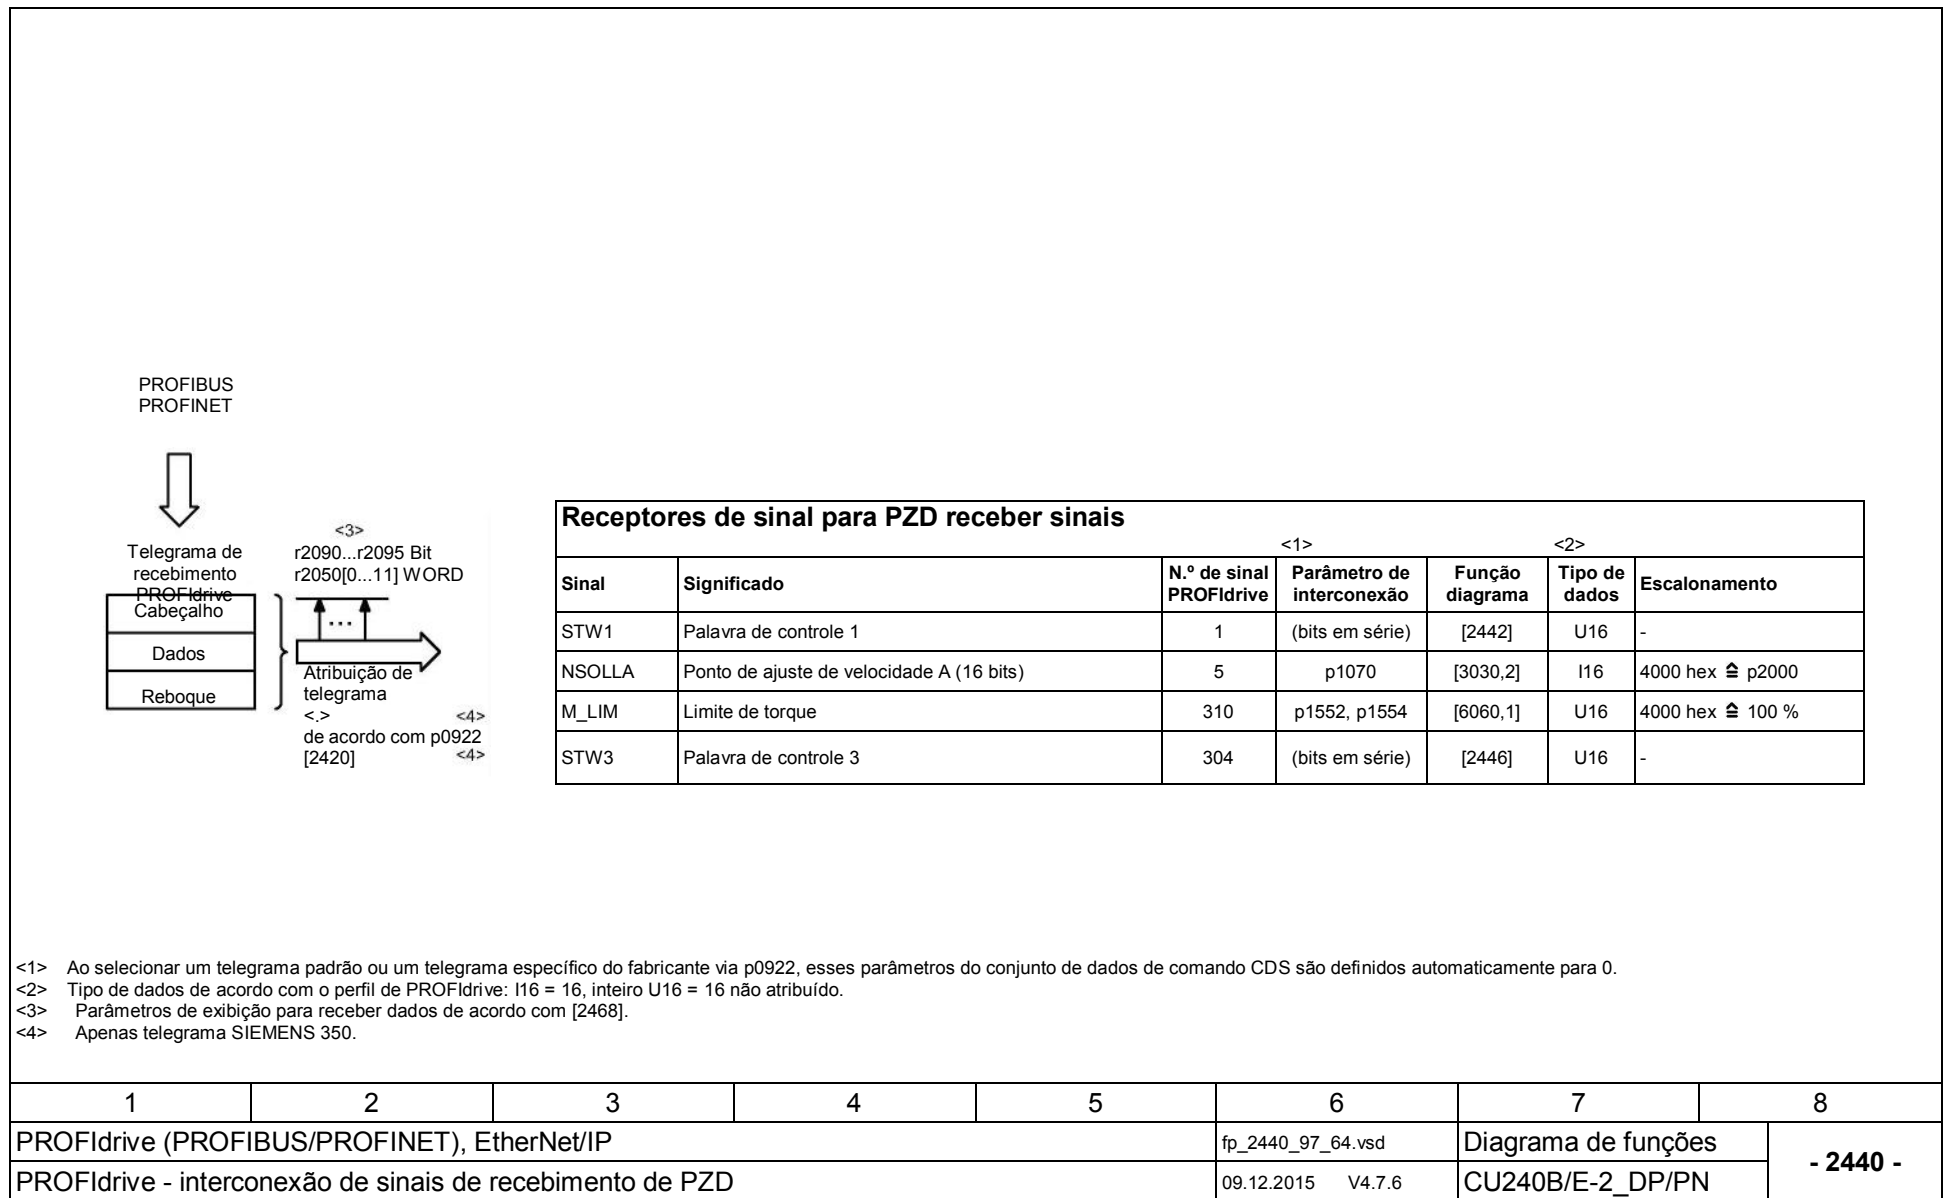 PROFIBUS
PROFINET
Telegrama de
recebimento
PROFIdrive
Cabeçalho
Dados
Reboque
<3>
r2090...r2095 Bit
r2050[0...11] WORD
...
Atribuição de
telegrama
<.> <4>
de acordo com p0922
[2420] <4>
Receptores de sinal para PZD receber sinais
<1> <2>
Sinal Significado N.º de sinal PROFIdrive Parâmetro de interconexão Função diagrama Tipo de dados Escalonamento
STW1 Palavra de controle 1 1 (bits em série) [2442] U16 -
NSOLLA Ponto de ajuste de velocidade A (16 bits) 5 p1070 [3030,2] I16 4000 hex ≙ p2000
M_LIM Limite de torque 310 p1552, p1554 [6060,1] U16 4000 hex ≙ 100 %
STW3 Palavra de controle 3 304 (bits em série) [2446] U16 -
<1> Ao selecionar um telegrama padrão ou um telegrama específico do fabricante via p0922, esses parâmetros do conjunto de dados de comando CDS são definidos automaticamente para 0.
<2> Tipo de dados de acordo com o perfil de PROFIdrive: I16 = 16, inteiro U16 = 16 não atribuído.
<3> Parâmetros de exibição para receber dados de acordo com [2468].
<4> Apenas telegrama SIEMENS 350.
1 2 3 4 5 6 7 8
PROFIdrive (PROFIBUS/PROFINET), EtherNet/IP fp_2440_97_64.vsd Diagrama de funções
- 2440 -
PROFIdrive - interconexão de sinais de recebimento de PZD 09.12.2015 V4.7.6 CU240B/E-2_DP/PN